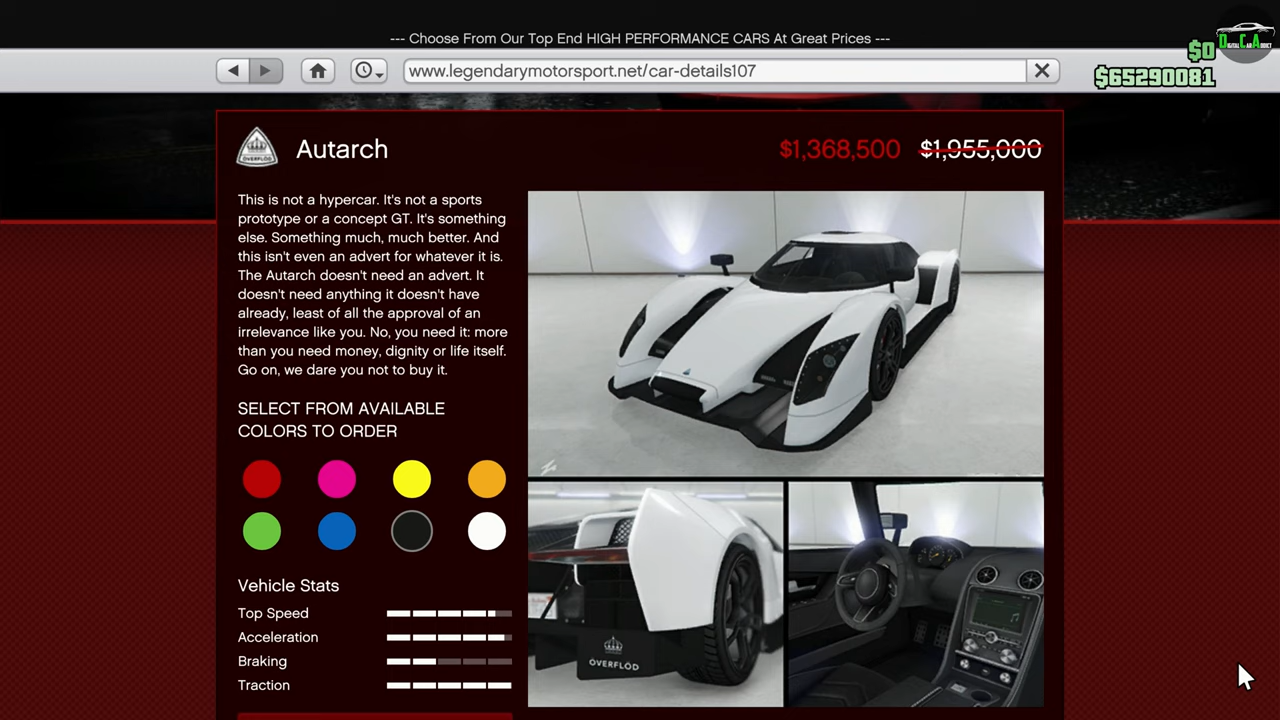 --- Choose From Our Top End HIGH PERFORMANCE CARS At Great Prices ---
DIGITAL CAR ADDICT
$0
www.legendarymotorsport.net/car-details107
$65290081
ÖVERFLÖD
Autarch
$1,368,500 $1,955,000
This is not a hypercar. It's not a sports
prototype or a concept GT. It's something
else. Something much, much better. And
this isn't even an advert for whatever it is.
The Autarch doesn't need an advert. It
doesn't need anything it doesn't have
already, least of all the approval of an
irrelevance like you. No, you need it: more
than you need money, dignity or life itself.
Go on, we dare you not to buy it.
SELECT FROM AVAILABLE
COLORS TO ORDER
Vehicle Stats
Top Speed
Acceleration
Braking
Traction
ÖVERFLÖD